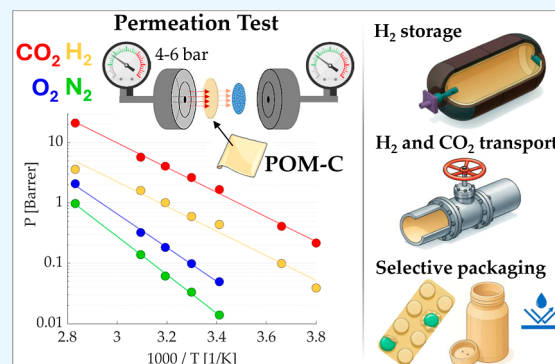 Permeation Test
CO2 H2
O2 N2
4-6 bar
POM-C
P [Barrer]
10
1
0.1
0.01
2.8 3 3.2 3.4 3.6 3.8
1000 / T [1/K]
H2 storage
H2 and CO2 transport
Selective packaging